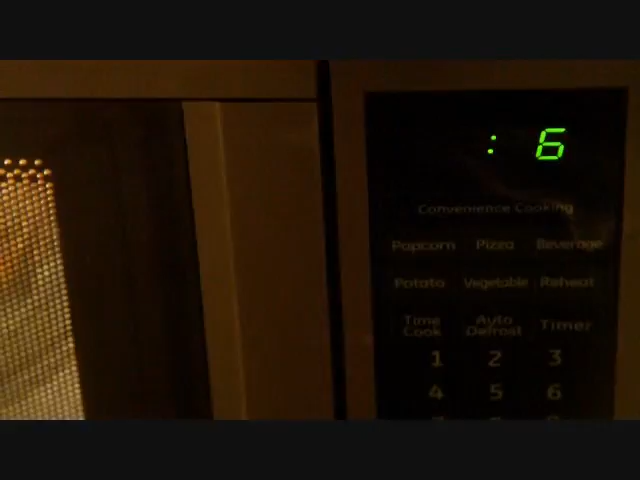 : 6
Convenience Cooking
Popcorn Pizza Beverage
Potato Vegetable Reheat
Time Cook Auto Defrost Timer
1 2 3
4 5 6